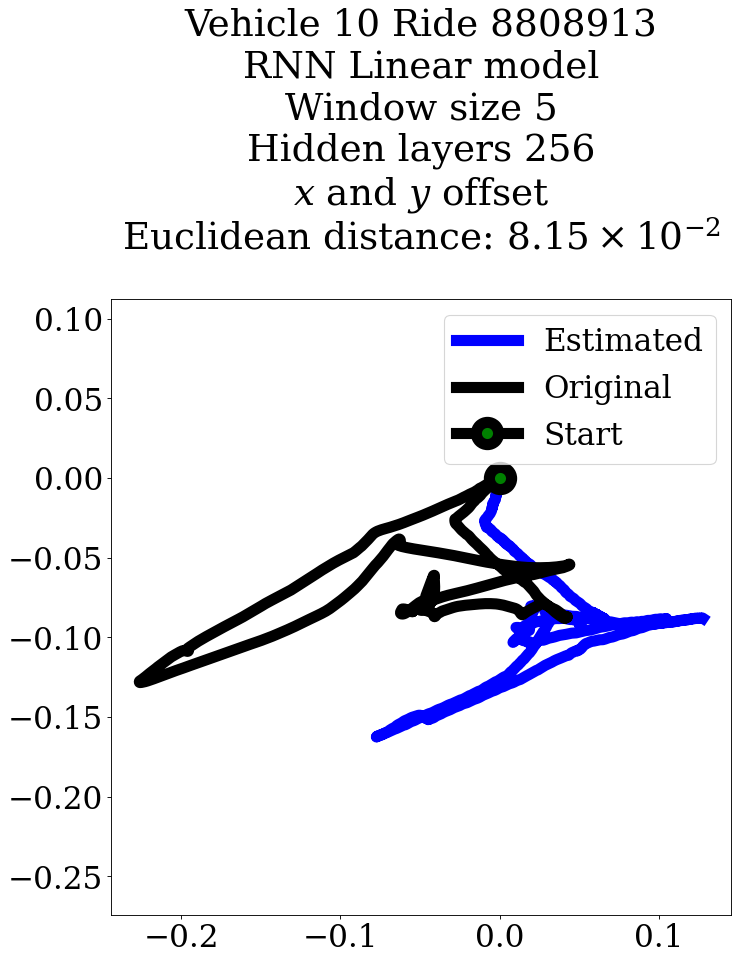 Vehicle 10 Ride 8808913
RNN Linear model
Window size 5
Hidden layers 256
x and y offset
Euclidean distance: 8.15 × 10⁻²
Estimated
Original
Start
0.10
0.05
0.00
−0.05
−0.10
−0.15
−0.20
−0.25
−0.2
−0.1
0.0
0.1